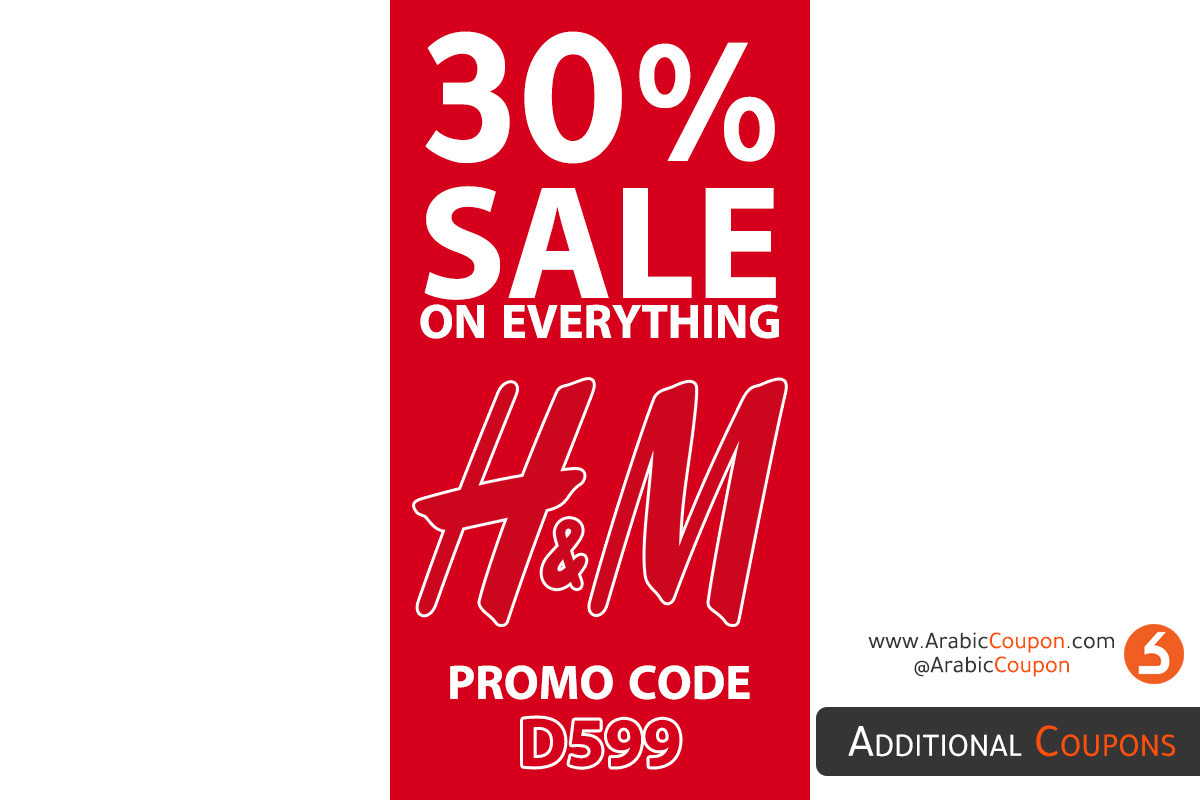 30%
SALE
ON EVERYTHING
H&M
PROMO CODE
D599
www.ArabicCoupon.com
@ArabicCoupon
ADDITIONAL COUPONS